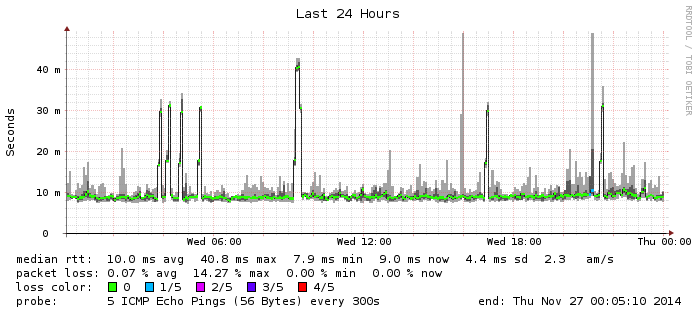 Last 24 Hours
RRDTOOL / TOBI OETIKER
Seconds
40 m
30 m
20 m
10 m
0
Wed 06:00 Wed 12:00 Wed 18:00 Thu 00:00
median rtt: 10.0 ms avg 40.8 ms max 7.9 ms min 9.0 ms now 4.4 ms sd 2.3 am/s
packet loss: 0.07 % avg 14.27 % max 0.00 % min 0.00 % now
loss color: 0 1/5 2/5 3/5 4/5
probe: 5 ICMP Echo Pings (56 Bytes) every 300s end: Thu Nov 27 00:05:10 2014